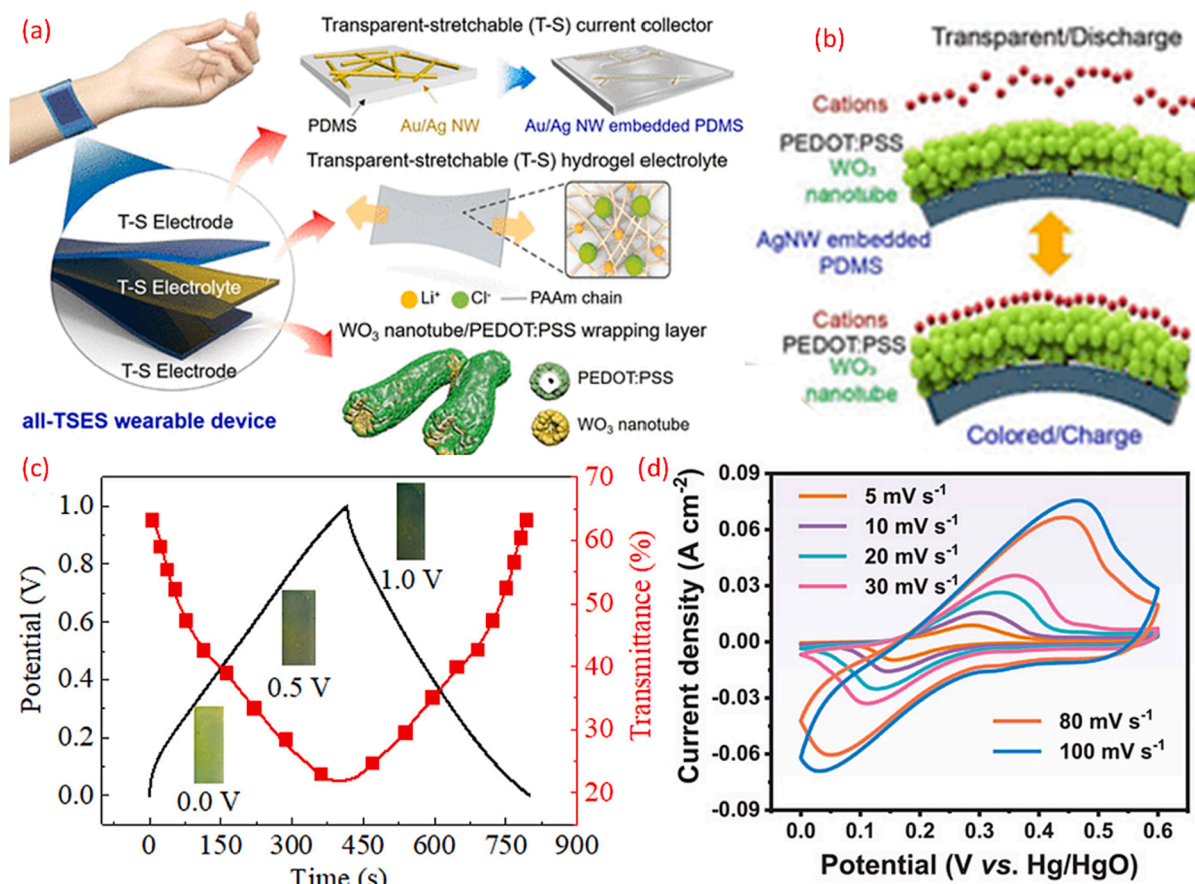 (a)
Transparent-stretchable (T-S) current collector
PDMS
Au/Ag NW
Au/Ag NW embedded PDMS
Transparent-stretchable (T-S) hydrogel electrolyte
T-S Electrode
T-S Electrolyte
T-S Electrode
Li⁺
Cl⁻
PAAm chain
WO₃ nanotube/PEDOT:PSS wrapping layer
PEDOT:PSS
WO₃ nanotube
all-TSES wearable device
(b)
Transparent/Discharge
Cations
PEDOT:PSS
WO₃
nanotube
AgNW embedded
PDMS
Cations
PEDOT:PSS
WO₃
nanotube
Colored/Charge
(c)
Potential (V)
1.0
0.8
0.6
0.4
0.2
0.0
1.0 V
0.5 V
0.0 V
70
60
50
40
30
20
Transmittance (%)
0
150
300
450
600
750
900
Time (s)
(d)
Current density (A cm⁻²)
0.09
0.06
0.03
0.00
-0.03
-0.06
-0.09
5 mV s⁻¹
10 mV s⁻¹
20 mV s⁻¹
30 mV s⁻¹
80 mV s⁻¹
100 mV s⁻¹
0.0
0.1
0.2
0.3
0.4
0.5
0.6
Potential (V vs. Hg/HgO)